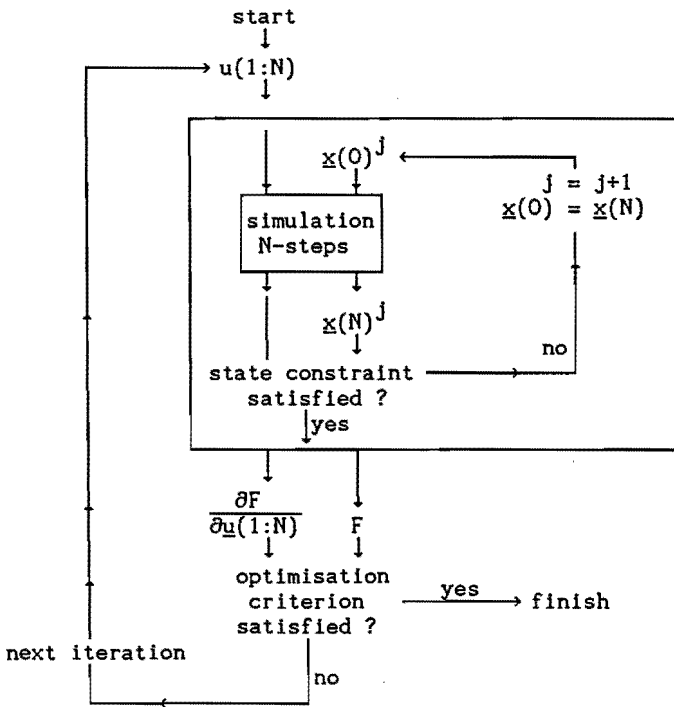 start
u(1:N)
x(0)^j
j = j+1
x(0) = x(N)
simulation
N-steps
x(N)^j
no
state constraint
satisfied ?
yes
∂F
∂u(1:N)
F
optimisation
criterion
satisfied ?
yes
finish
next iteration
no